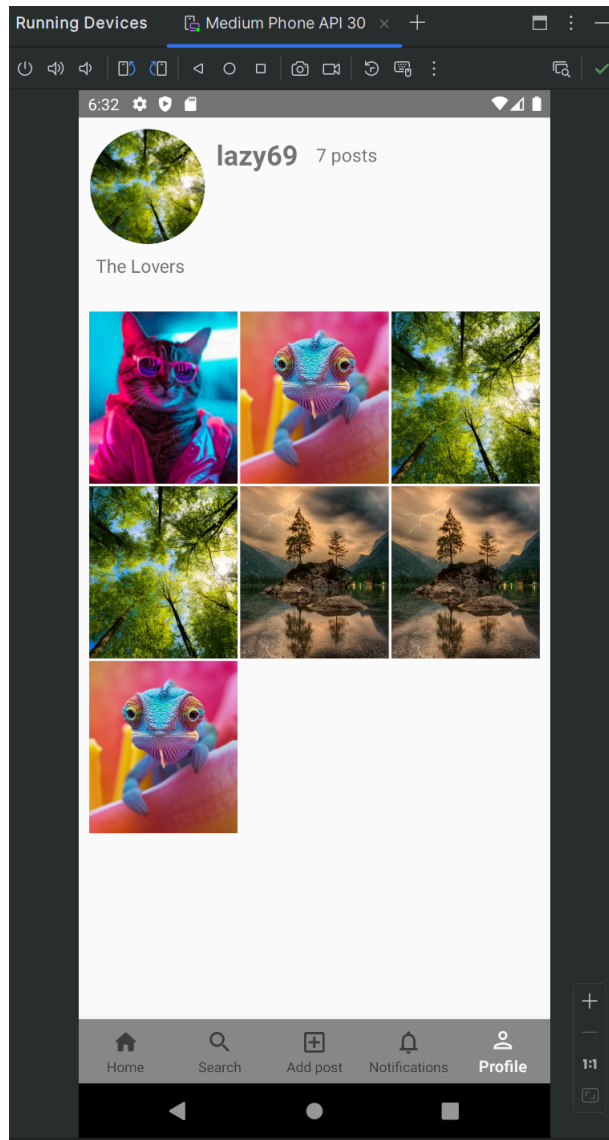 Running Devices Medium Phone API 30
6:32
lazy69 7 posts
The Lovers
Home Search Add post Notifications Profile
1:1